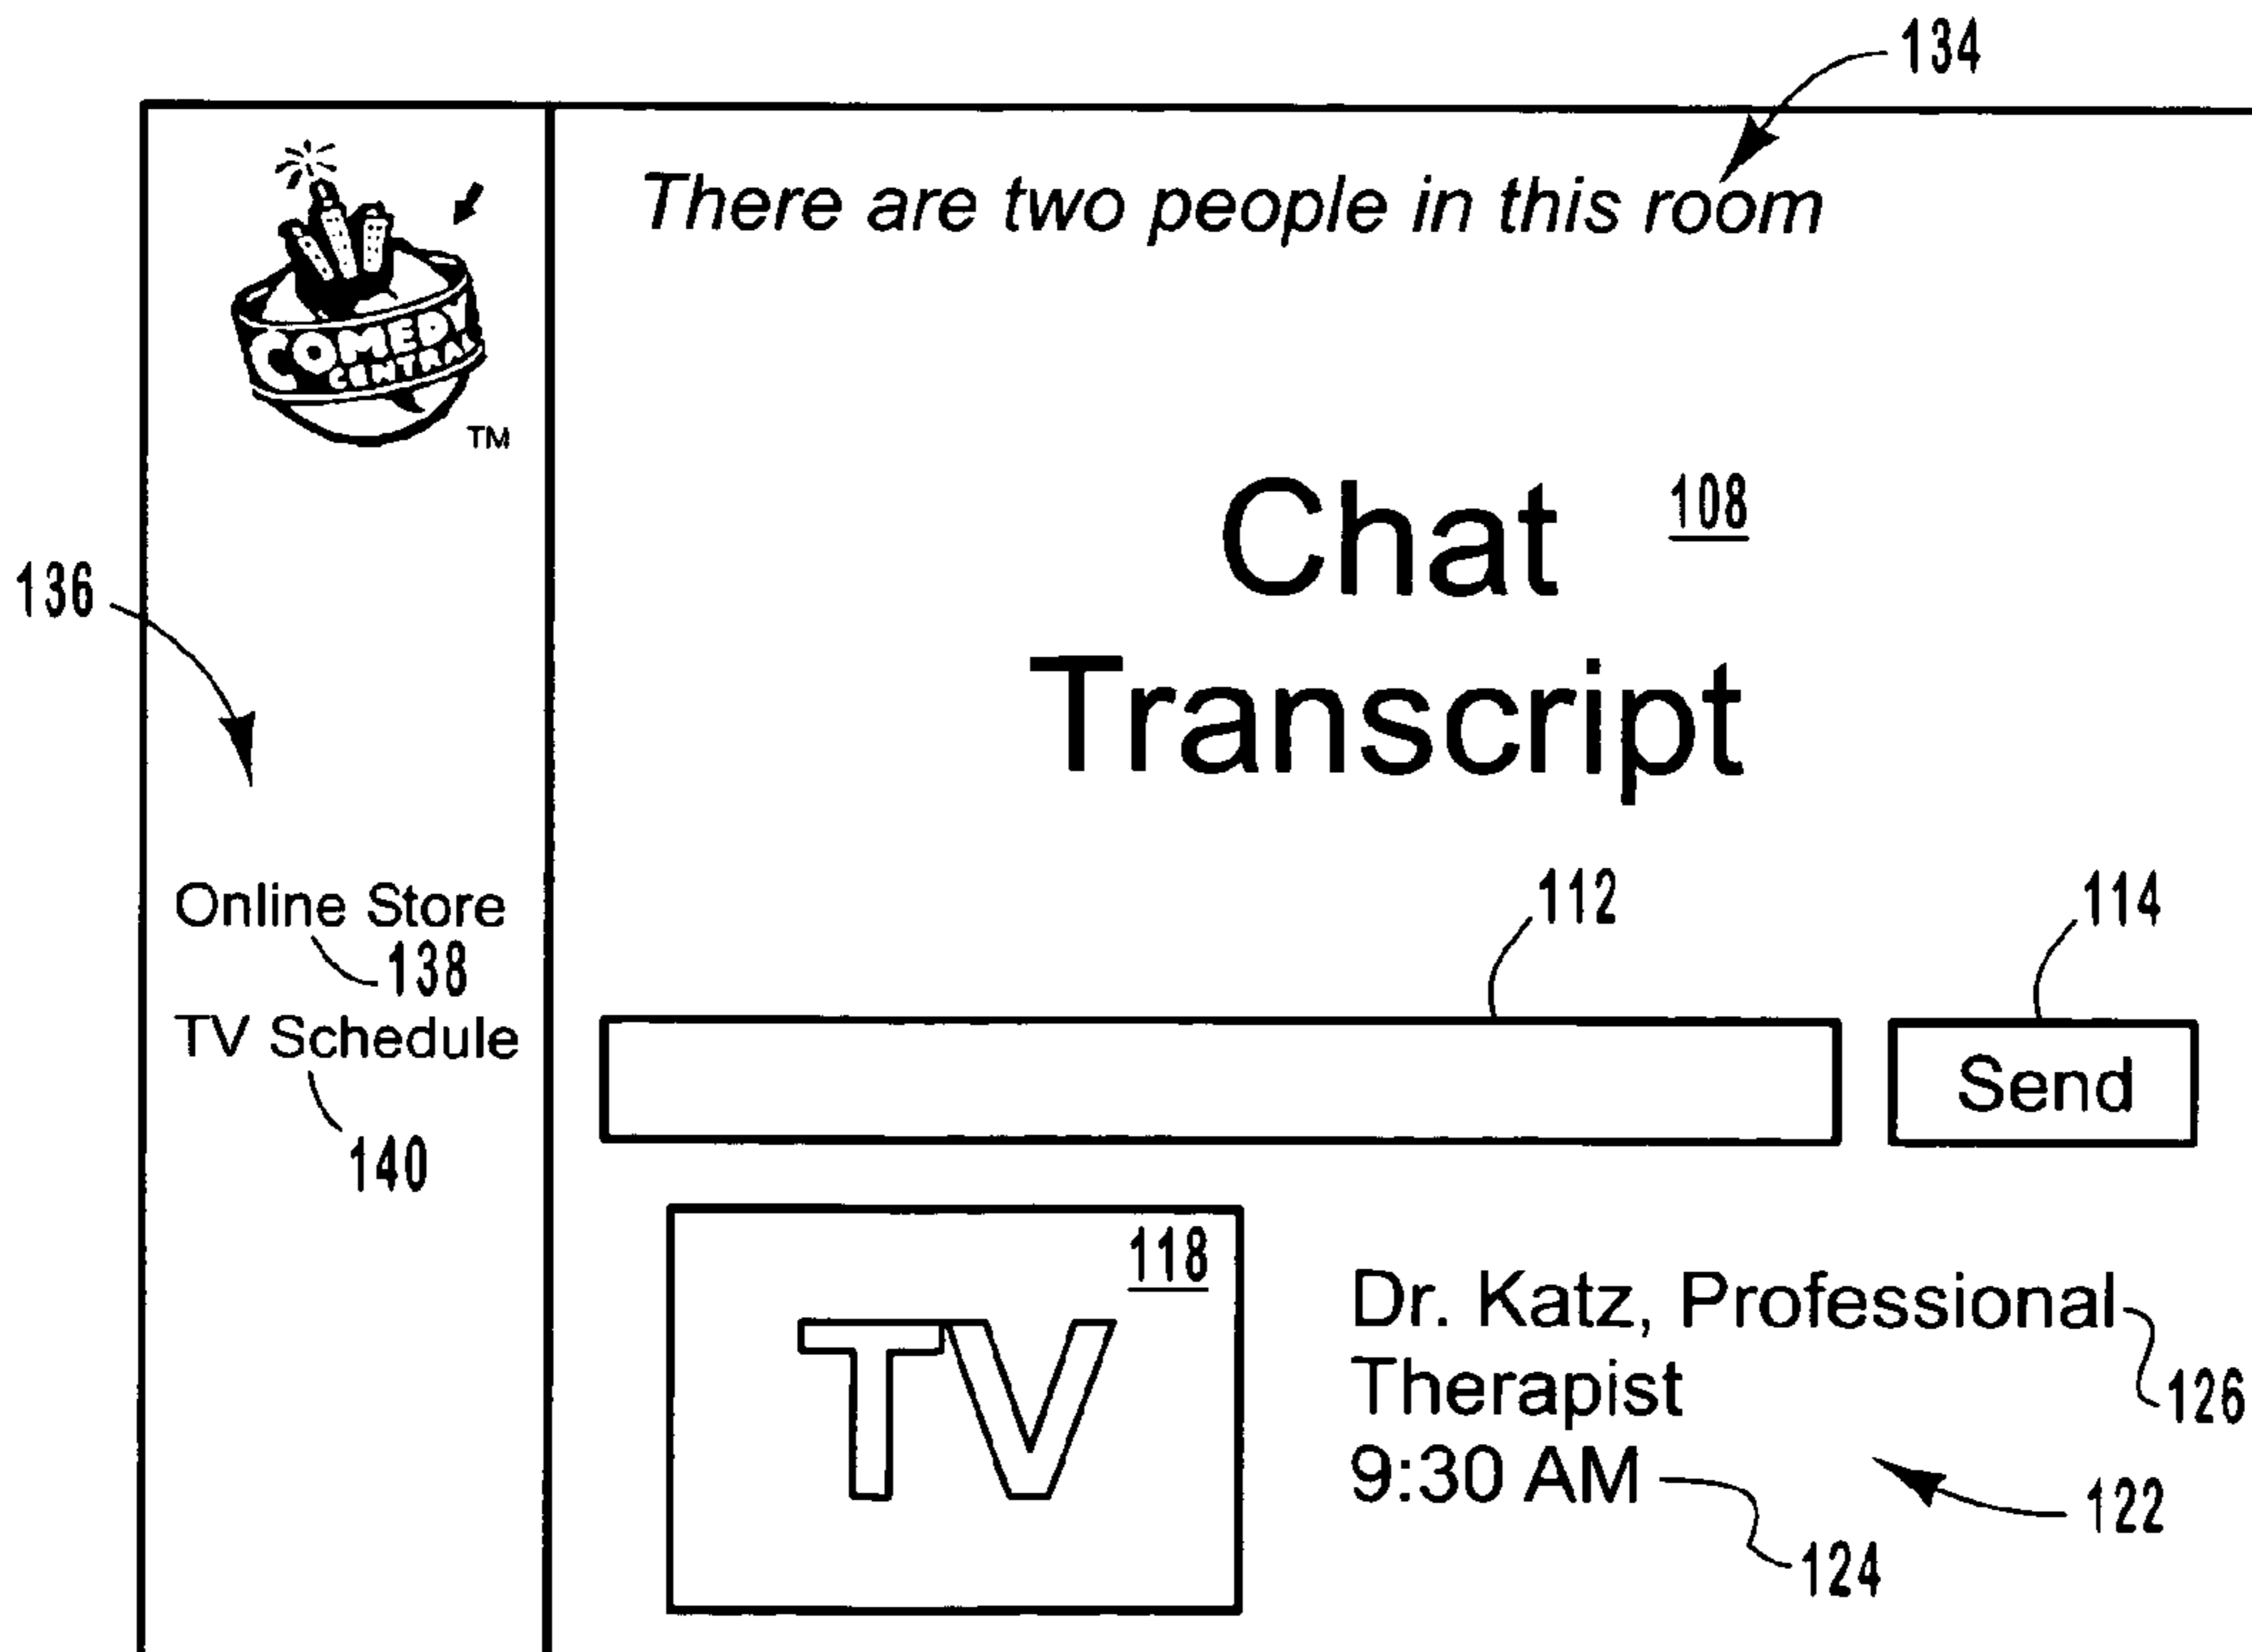 134
There are two people in this room
COMEDY
CENTRAL
TM
Chat 108
Transcript
136
Online Store
138
TV Schedule
140
112
114
Send
118
TV
Dr. Katz, Professional
Therapist
9:30 AM
126
122
124